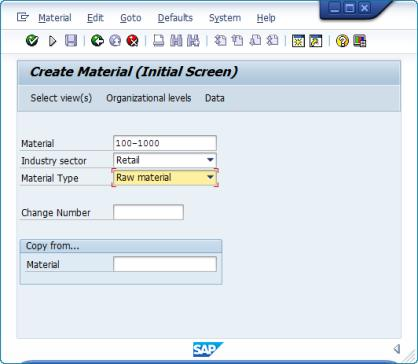 Material Edit Goto Defaults System Help
Create Material (Initial Screen)
Select view(s) Organizational levels Data
Material 100-1000
Industry sector Retail
Material Type Raw material
Change Number
Copy from...
Material
SAP